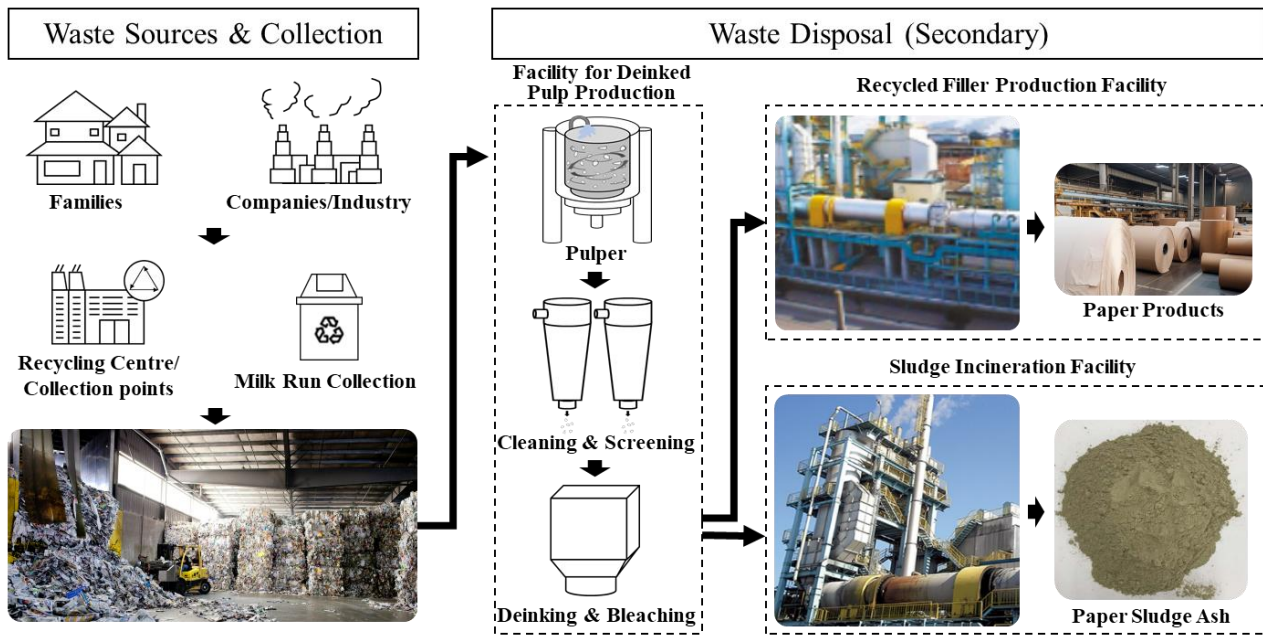 Waste Sources & Collection
Families
Companies/Industry
Recycling Centre/
Collection points
Milk Run Collection
Waste Disposal (Secondary)
Facility for Deinked
Pulp Production
Pulper
Cleaning & Screening
Deinking & Bleaching
Recycled Filler Production Facility
Paper Products
Sludge Incineration Facility
Paper Sludge Ash